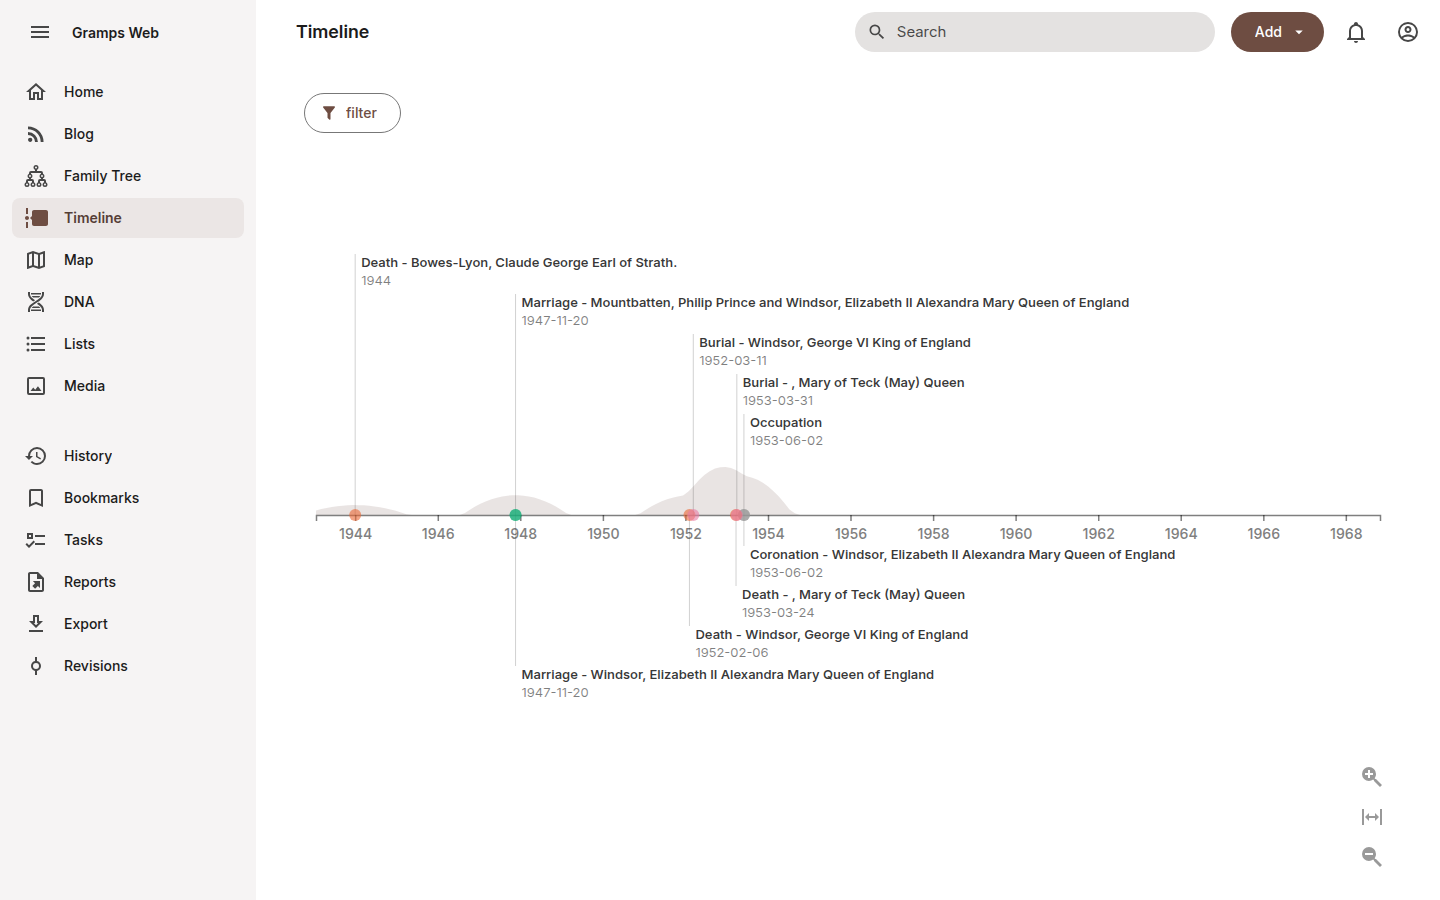 Gramps Web
Timeline
Search
Add
Home
Blog
Family Tree
Timeline
Map
DNA
Lists
Media
History
Bookmarks
Tasks
Reports
Export
Revisions
filter
Death - Bowes-Lyon, Claude George Earl of Strath.
1944
Marriage - Mountbatten, Philip Prince and Windsor, Elizabeth II Alexandra Mary Queen of England
1947-11-20
Burial - Windsor, George VI King of England
1952-03-11
Burial - , Mary of Teck (May) Queen
1953-03-31
Occupation
1953-06-02
1944 1946 1948 1950 1952 1954 1956 1958 1960 1962 1964 1966 1968
Coronation - Windsor, Elizabeth II Alexandra Mary Queen of England
1953-06-02
Death - , Mary of Teck (May) Queen
1953-03-24
Death - Windsor, George VI King of England
1952-02-06
Marriage - Windsor, Elizabeth II Alexandra Mary Queen of England
1947-11-20